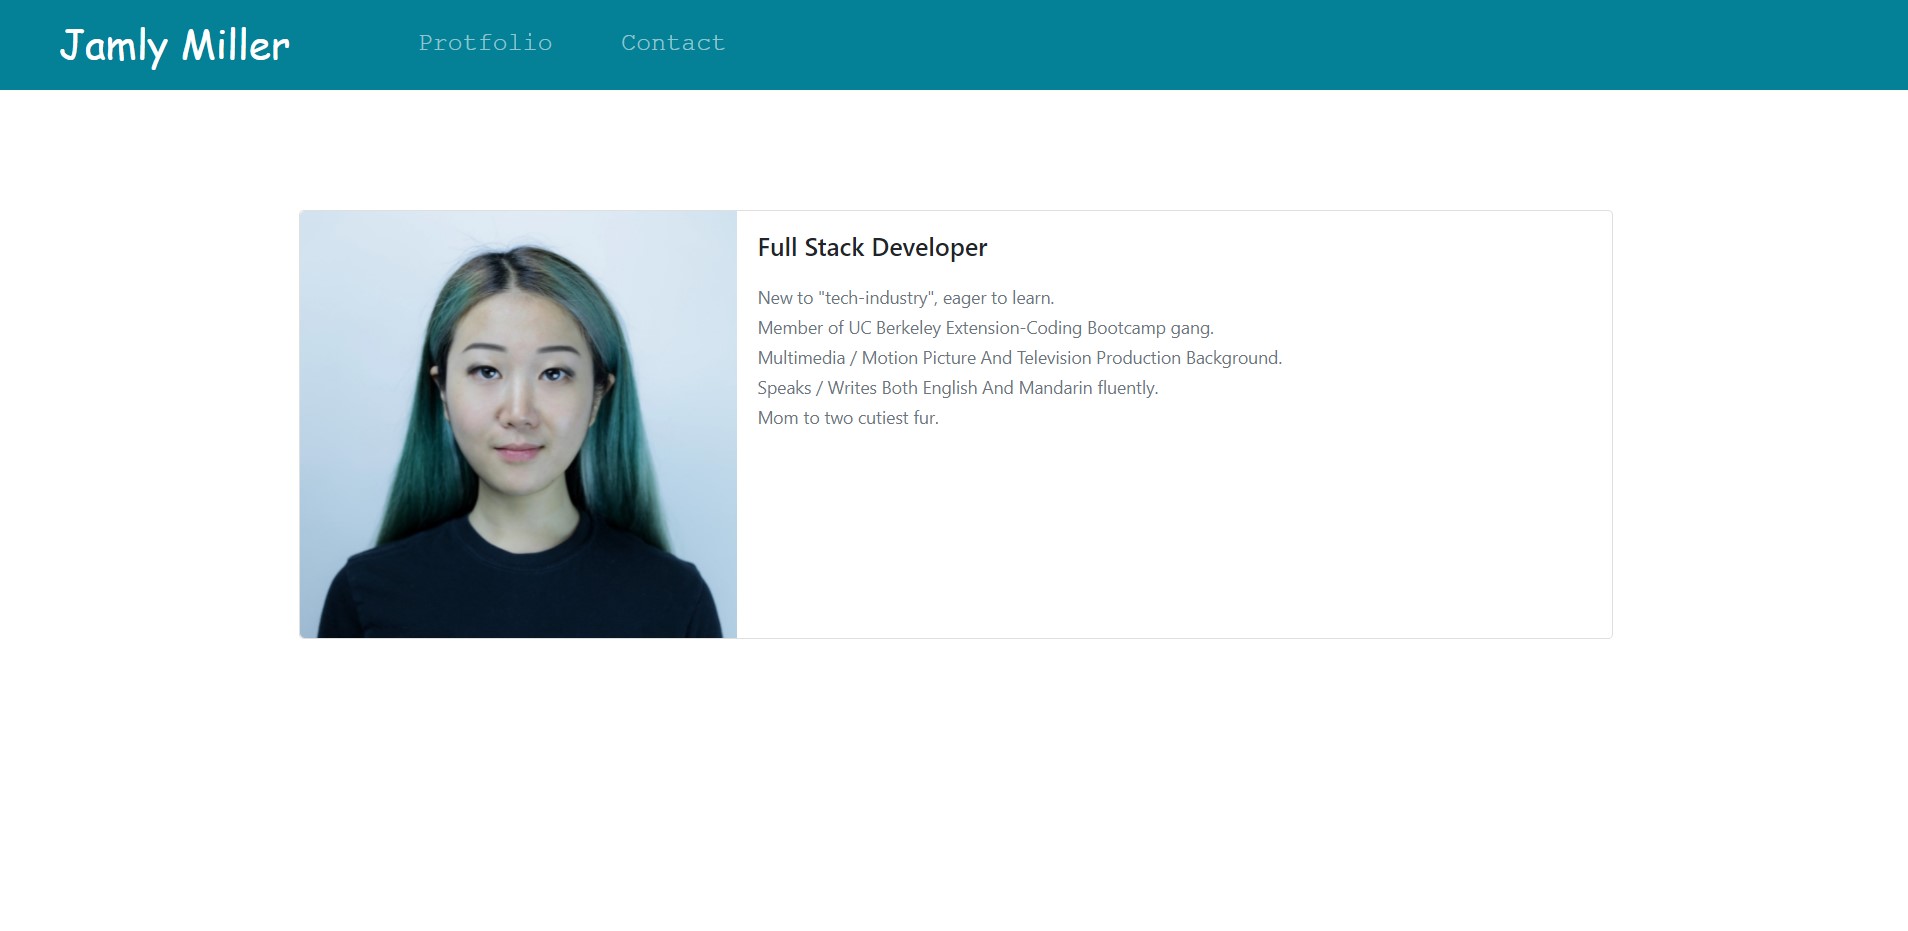 Jamly Miller
Protfolio
Contact
Full Stack Developer
New to "tech-industry", eager to learn.
Member of UC Berkeley Extension-Coding Bootcamp gang.
Multimedia / Motion Picture And Television Production Background.
Speaks / Writes Both English And Mandarin fluently.
Mom to two cutiest fur.